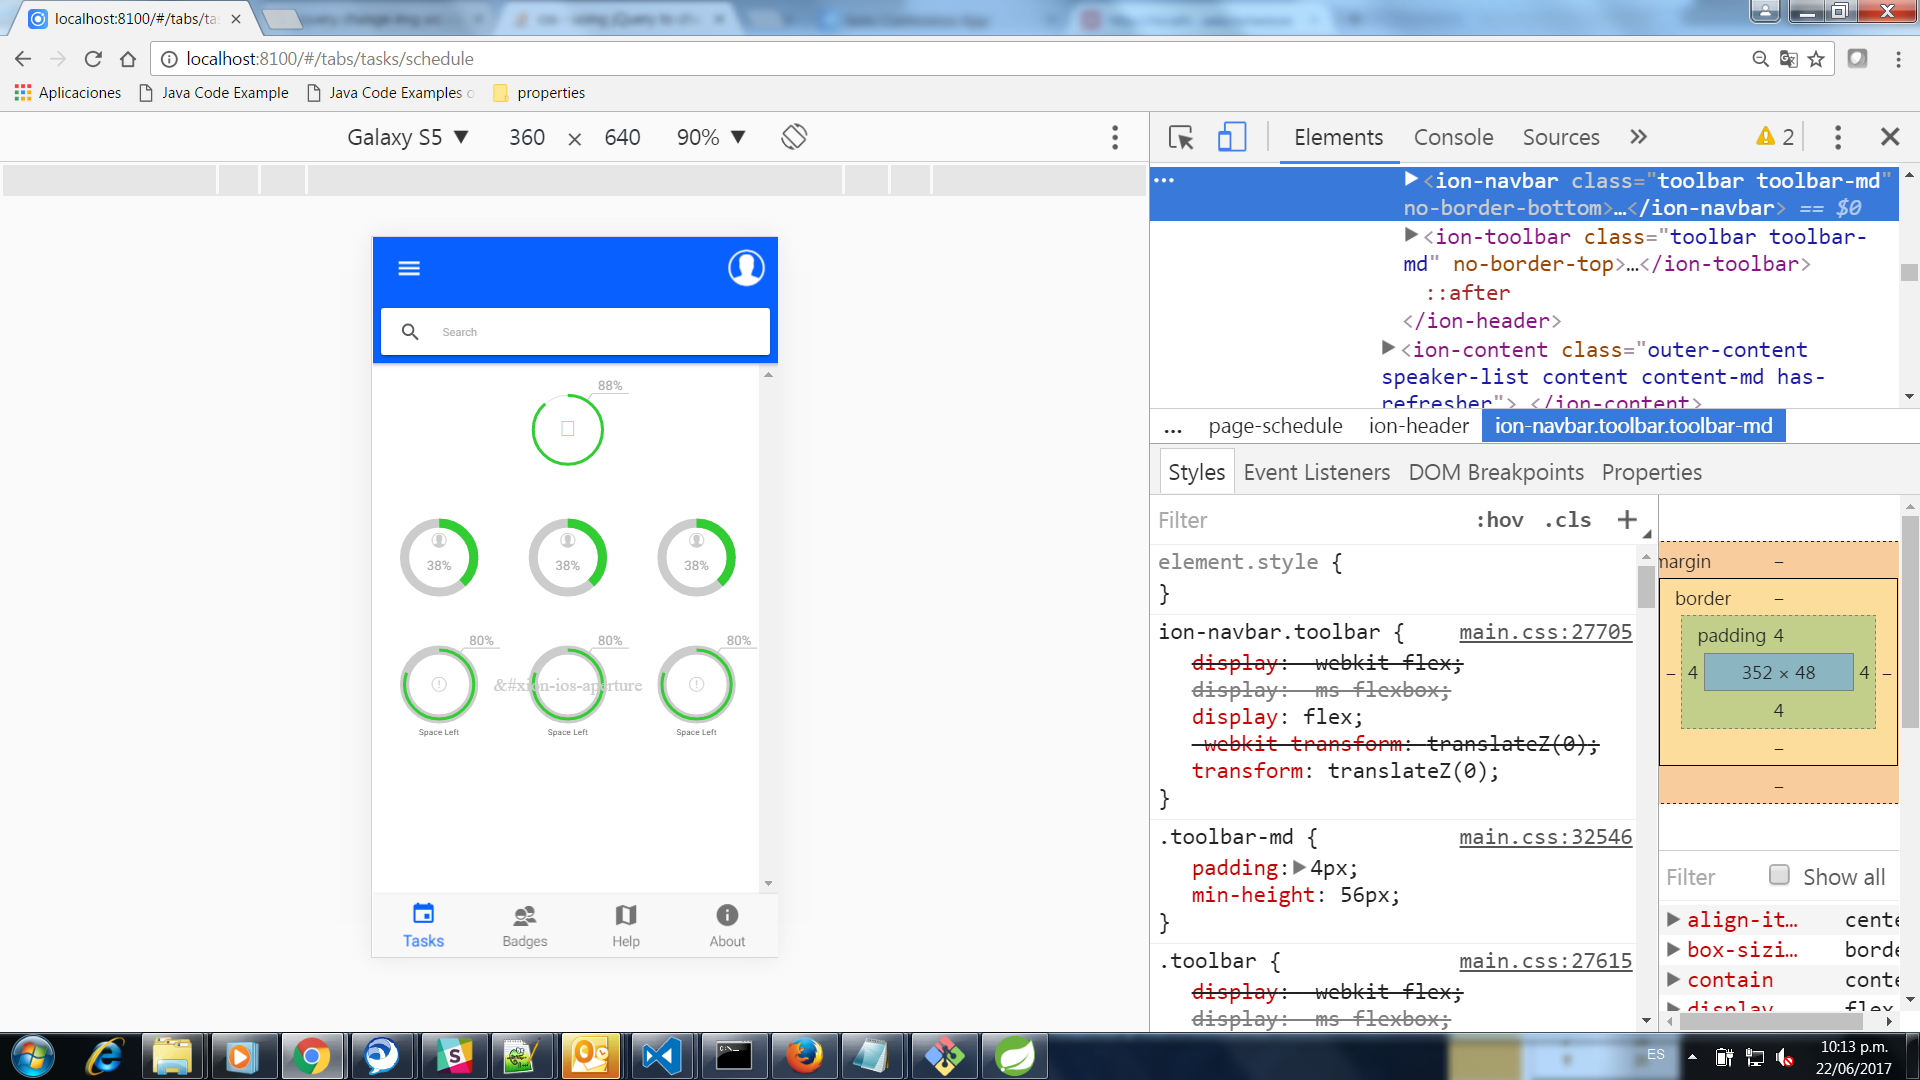 localhost:8100/#/tabs/ta
localhost:8100/#/tabs/tasks/schedule
Aplicaciones
Java Code Example
Java Code Examples o
properties
Galaxy S5 ▼ 360 × 640 90% ▼
Elements Console Sources » 2
<ion-navbar class="toolbar toolbar-md"
no-border-bottom>…</ion-navbar> == $0
<ion-toolbar class="toolbar toolbar-
md" no-border-top>…</ion-toolbar>
::after
</ion-header>
<ion-content class="outer-content
speaker-list content content-md has-
refresher"> </ion-content>
... page-schedule ion-header ion-navbar.toolbar.toolbar-md
Styles Event Listeners DOM Breakpoints Properties
Filter :hov .cls +
element.style {
}
ion-navbar.toolbar { main.css:27705
display: -webkit-flex;
display: -ms-flexbox;
display: flex;
-webkit-transform: translateZ(0);
transform: translateZ(0);
}
.toolbar-md { main.css:32546
padding: 4px;
min-height: 56px;
}
.toolbar { main.css:27615
display: -webkit-flex;
display: -ms-flexbox;
margin –
border –
padding 4
– 4 352 × 48 4 –
4
–
–
Filter Show all
align-it… cente
box-sizi… borde
contain conte
display flex
Search
88%
38%
38%
38%
80%
80%
80%
&#xion-ios-aperture
Space Left
Space Left
Space Left
Tasks
Badges
Help
About
ES
10:13 p.m.
22/06/2017